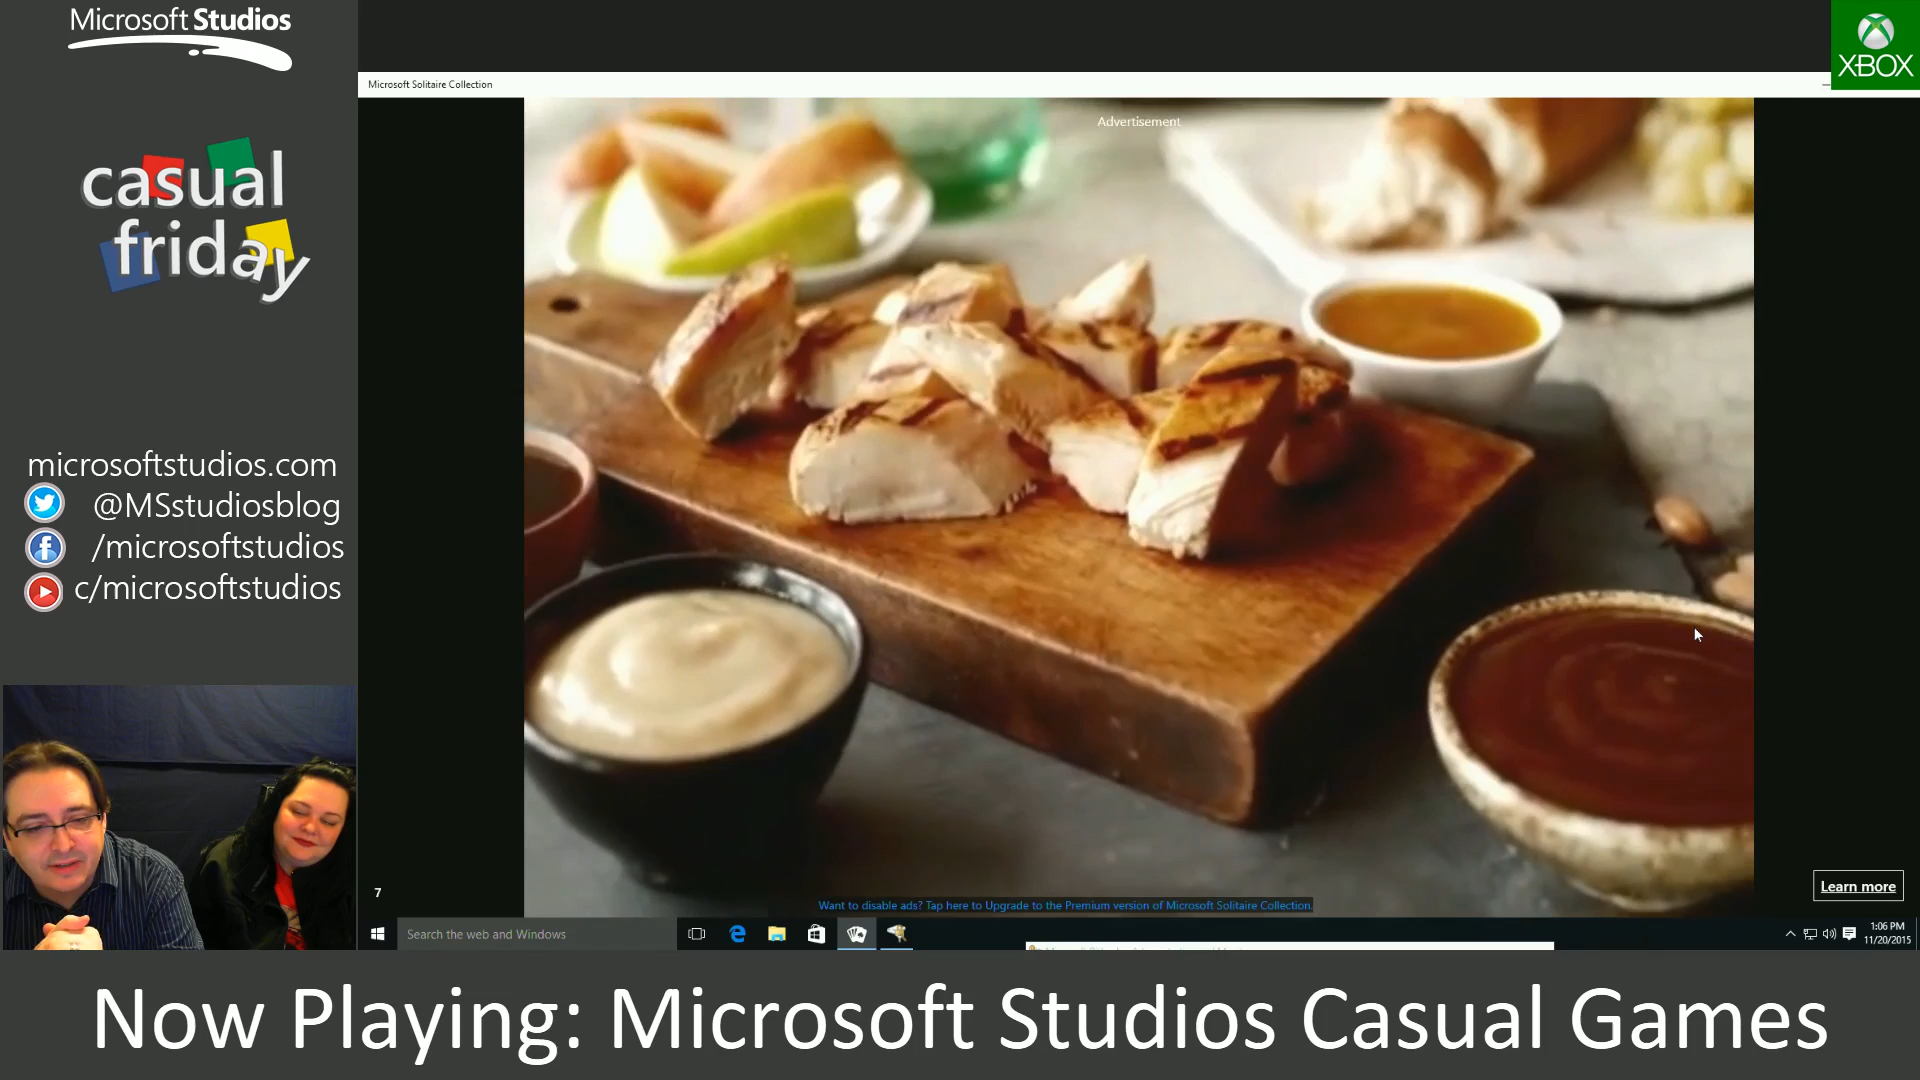 Microsoft Studios
XBOX
Microsoft Solitaire Collection
Advertisement
casual
friday
microsoftstudios.com
@MSstudiosblog
/microsoftstudios
c/microsoftstudios
7
Learn more
Want to disable ads? Tap here to Upgrade to the Premium version of Microsoft Solitaire Collection.
Search the web and Windows
1:06 PM
11/20/2015
Now Playing: Microsoft Studios Casual Games